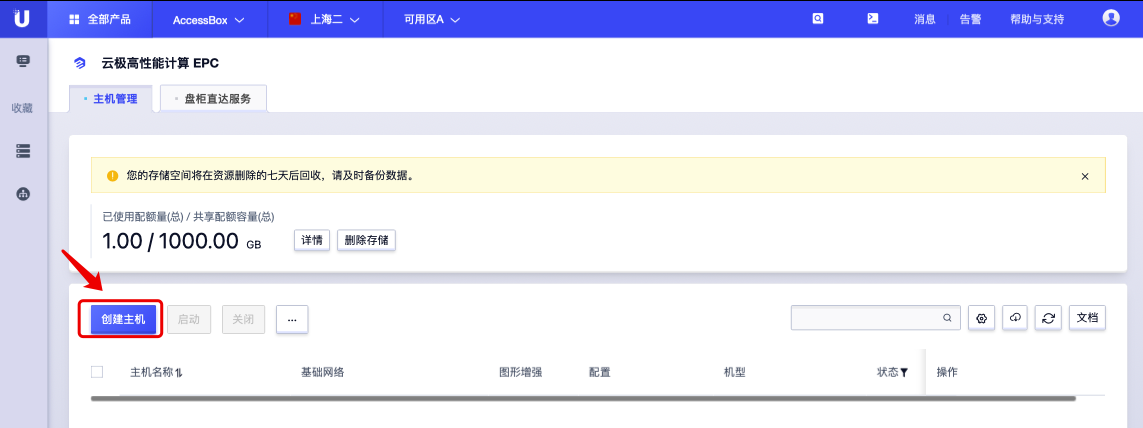 U 全部产品 AccessBox 上海二 可用区A 消息 告警 帮助与支持
云极高性能计算 EPC
收藏
主机管理 盘柜直达服务
您的存储空间将在资源删除的七天后回收，请及时备份数据。
已使用配额量(总) / 共享配额容量(总)
1.00 / 1000.00 GB 详情 删除存储
创建主机 启动 关闭 ... 文档
主机名称 基础网络 图形增强 配置 机型 状态 操作